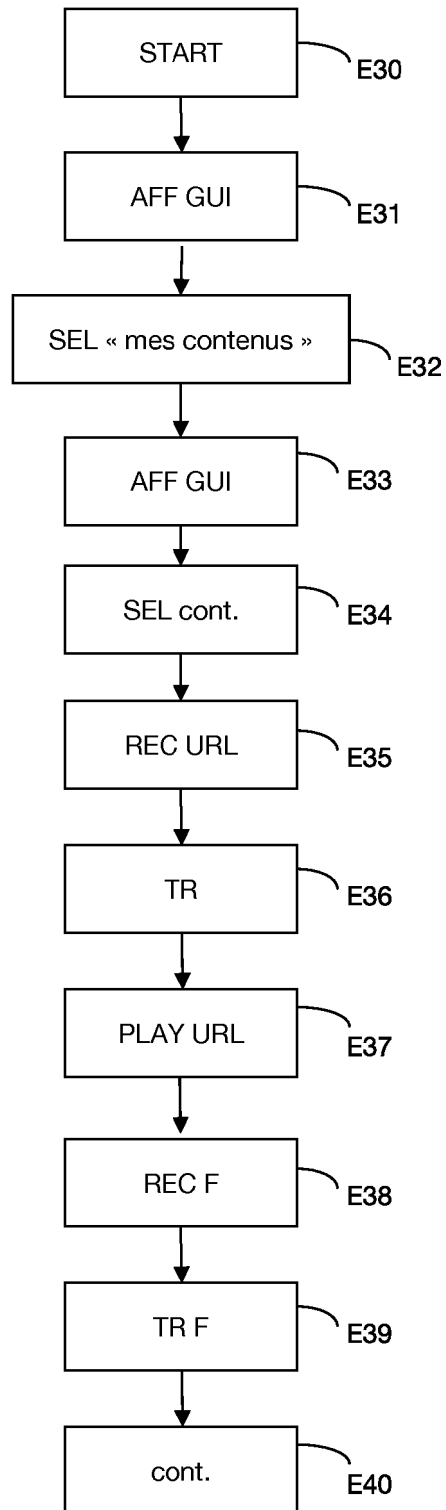 START
E30
AFF GUI
E31
SEL « mes contenus »
E32
AFF GUI
E33
SEL cont.
E34
REC URL
E35
TR
E36
PLAY URL
E37
REC F
E38
TR F
E39
cont.
E40